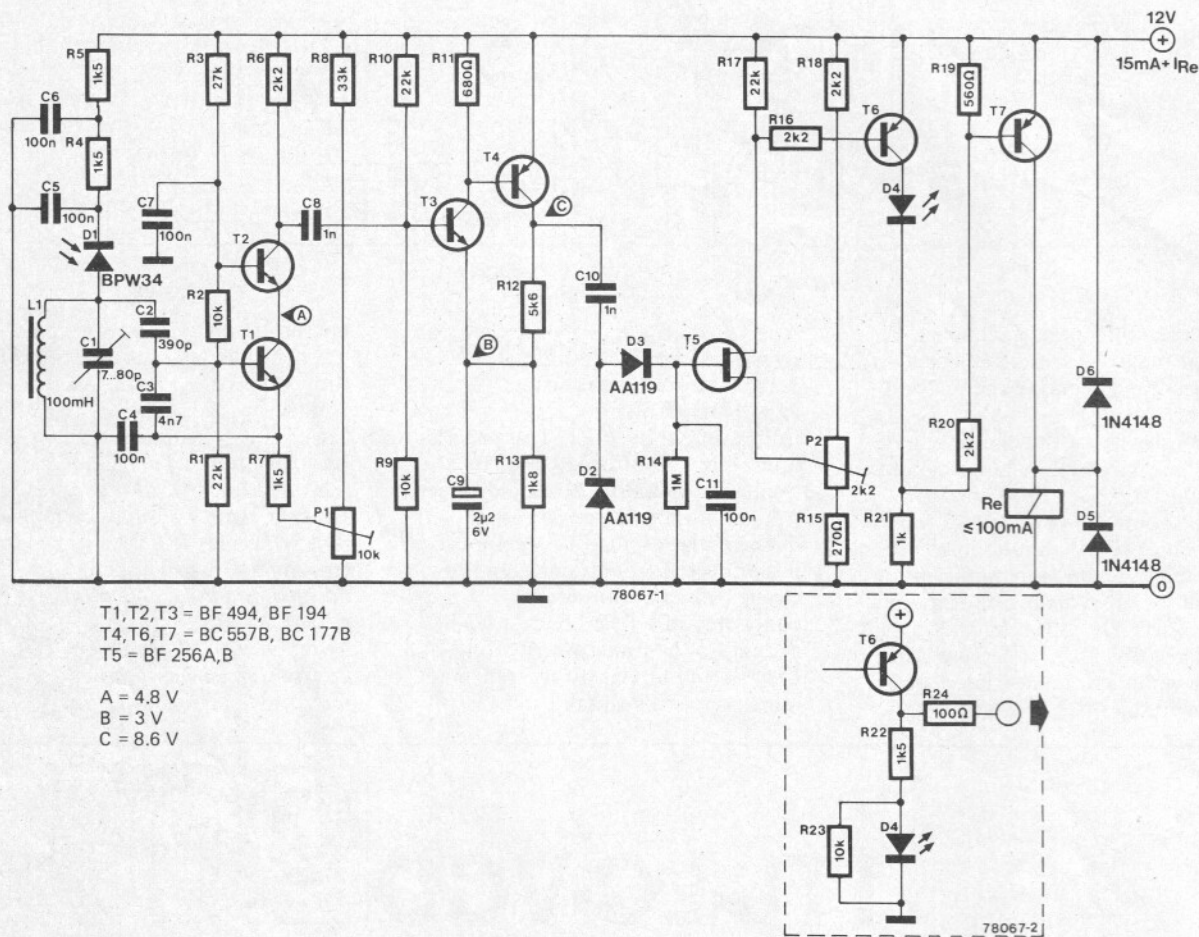 12V
+
15mA + IRe
R5
1k5
C6
100n
R4
1k5
C5
100n
D1
BPW34
L1
100mH
C1
7...80p
C2
390p
C3
4n7
C4
100n
R3
27k
C7
100n
R2
10k
R1
22k
R6
2k2
T2
A
T1
R7
1k5
P1
10k
R8
33k
C8
1n
R10
22k
R9
10k
R11
680Ω
T3
T4
C
B
R12
5k6
C9
2µ2
6V
R13
1k8
C10
1n
D3
AA119
D2
AA119
T5
R14
1M
C11
100n
R17
22k
R16
2k2
R18
2k2
T6
D4
P2
2k2
R15
270Ω
R21
1k
R19
560Ω
T7
R20
2k2
Re
≤100mA
D6
1N4148
D5
1N4148
0
78067-1
T1,T2,T3 = BF 494, BF 194
T4,T6,T7 = BC 557B, BC 177B
T5 = BF 256A,B
A = 4.8 V
B = 3 V
C = 8.6 V
+
T6
R24
100Ω
R22
1k5
R23
10k
D4
78067-2